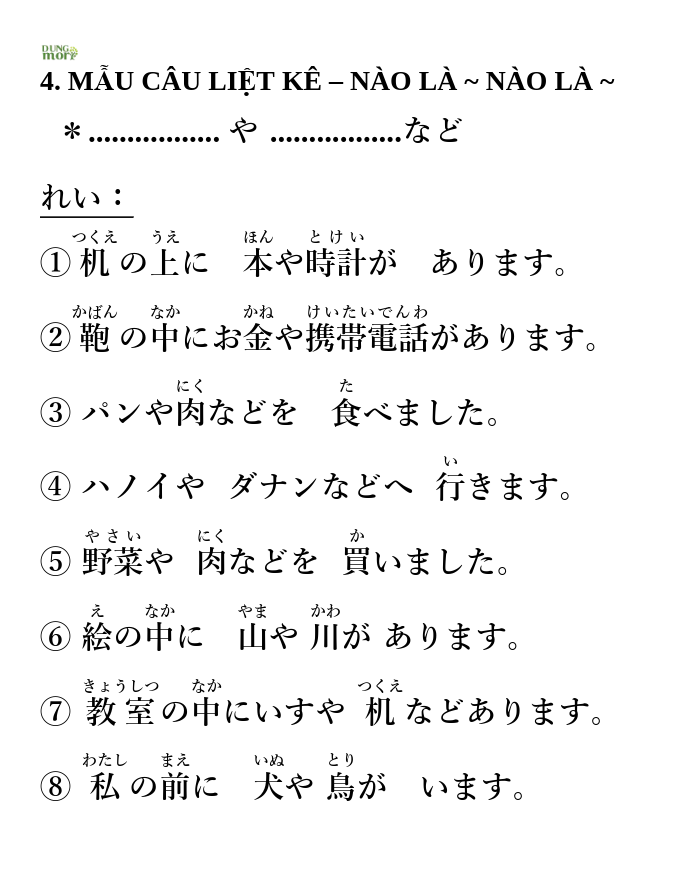 DUNG
mori
4. MẪU CÂU LIỆT KÊ – NÀO LÀ ~ NÀO LÀ ~
＊................. や .................など
れい：
つくえ うえ ほん とけい
①机の上に 本や時計が あります。
かばん なか かね けいたいでんわ
②鞄の中にお金や携帯電話があります。
にく た
③ パンや肉などを 食べました。
い
④ ハノイや ダナンなどへ 行きます。
やさい にく か
⑤ 野菜や 肉などを 買いました。
え なか やま かわ
⑥ 絵の中に 山や 川が あります。
きょうしつ なか つくえ
⑦ 教室の中にいすや 机などあります。
わたし まえ いぬ とり
⑧ 私の前に 犬や 鳥が います。